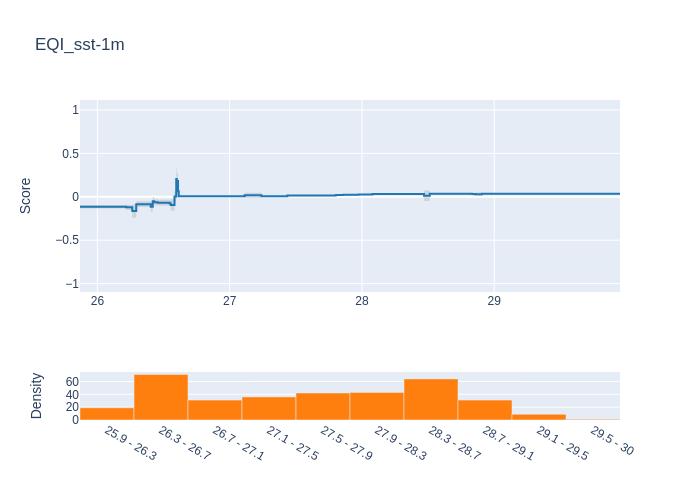 EQI_sst-1m
1
0.5
0
−0.5
−1
Score
26 27 28 29
60
40
20
0
Density
25.9 - 26.3
26.3 - 26.7
26.7 - 27.1
27.1 - 27.5
27.5 - 27.9
27.9 - 28.3
28.3 - 28.7
28.7 - 29.1
29.1 - 29.5
29.5 - 30